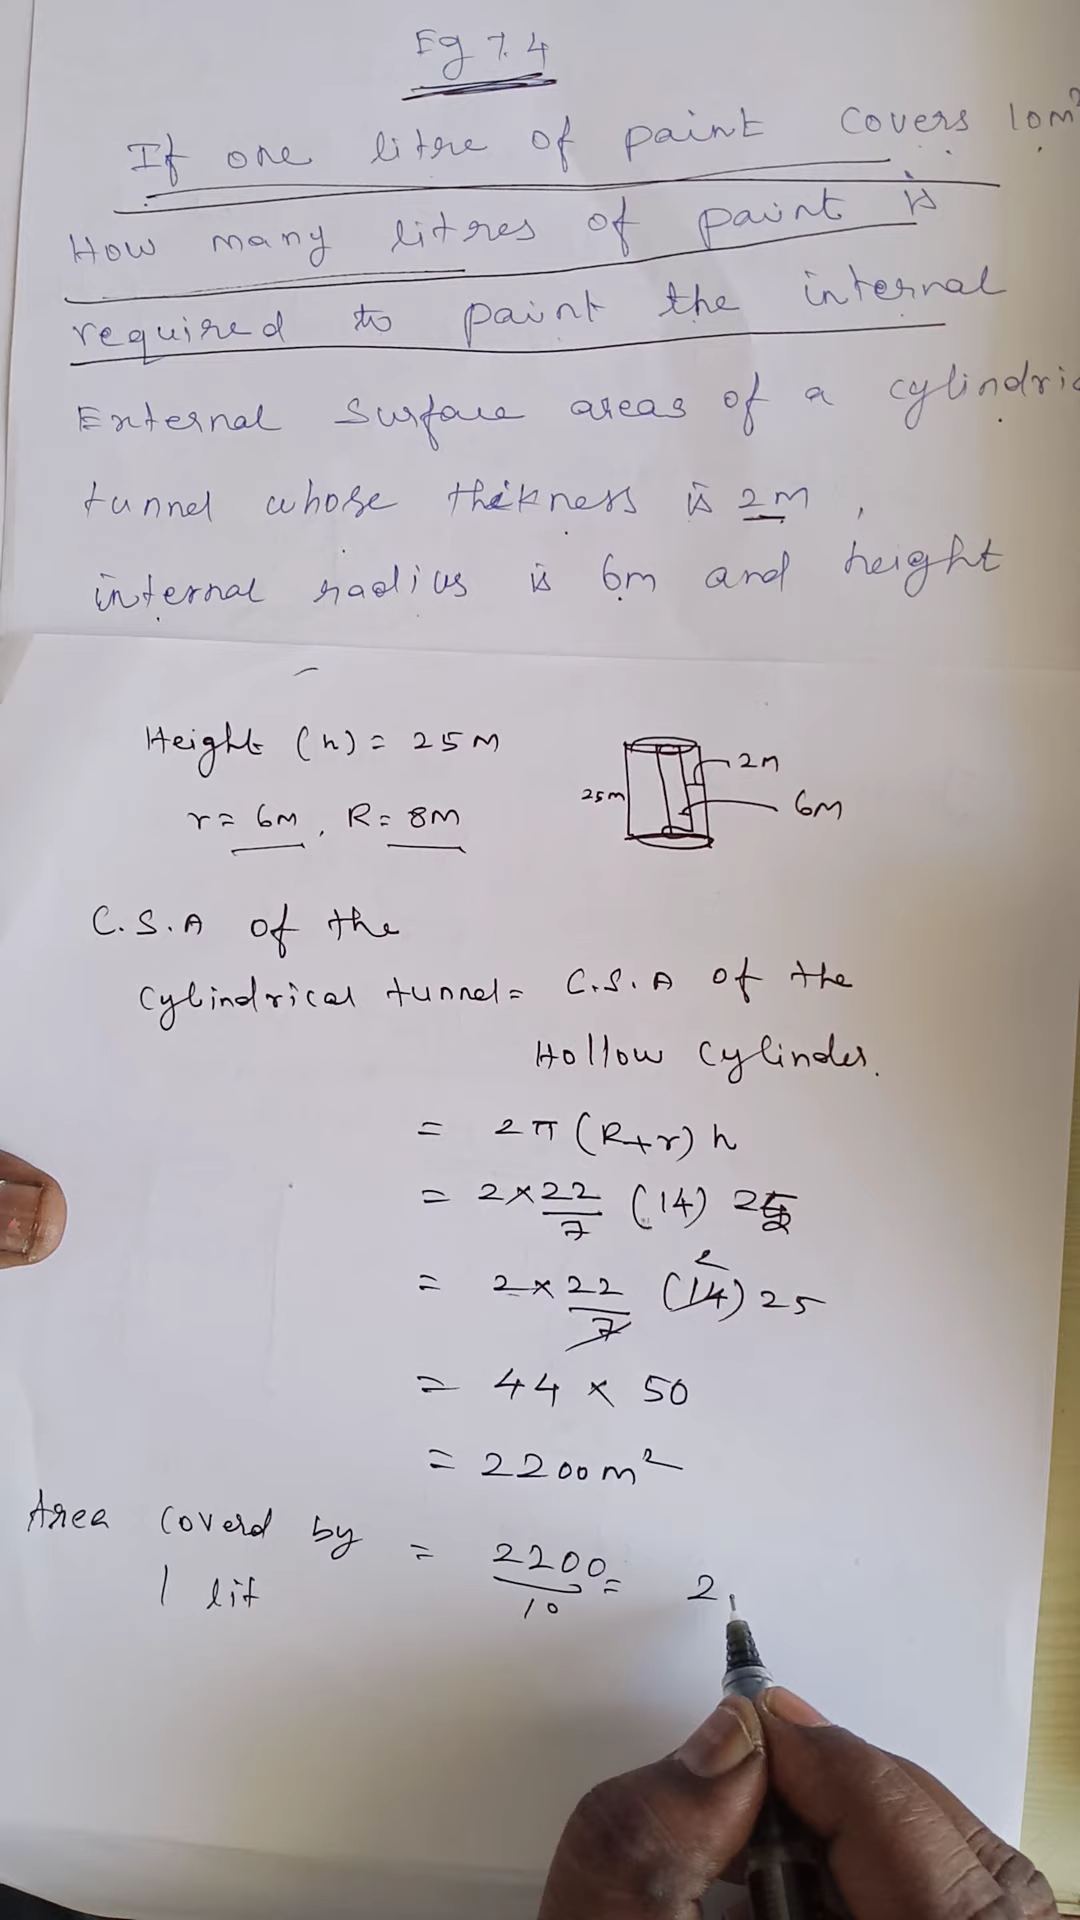 Eg 7.4
If one litre of paint covers 10m²
How many litres of paint is
required to paint the internal
External Surface areas of a cylindric
tunnel whose thikness is 2m,
internal radius is 6m and height
Height (h) = 25m
2m
25m
6m
r = 6m, R = 8m
C.S.A of the
Cylindrical tunnel = C.S.A of the
Hollow Cylinder.
= 2π (R+r) h
= 2 × 22/7 (14) 25
= 2 × 22/7 (14) 2 25
= 44 × 50
= 2200 m²
Area Coverd by 1 lit = 2200/10 = 2